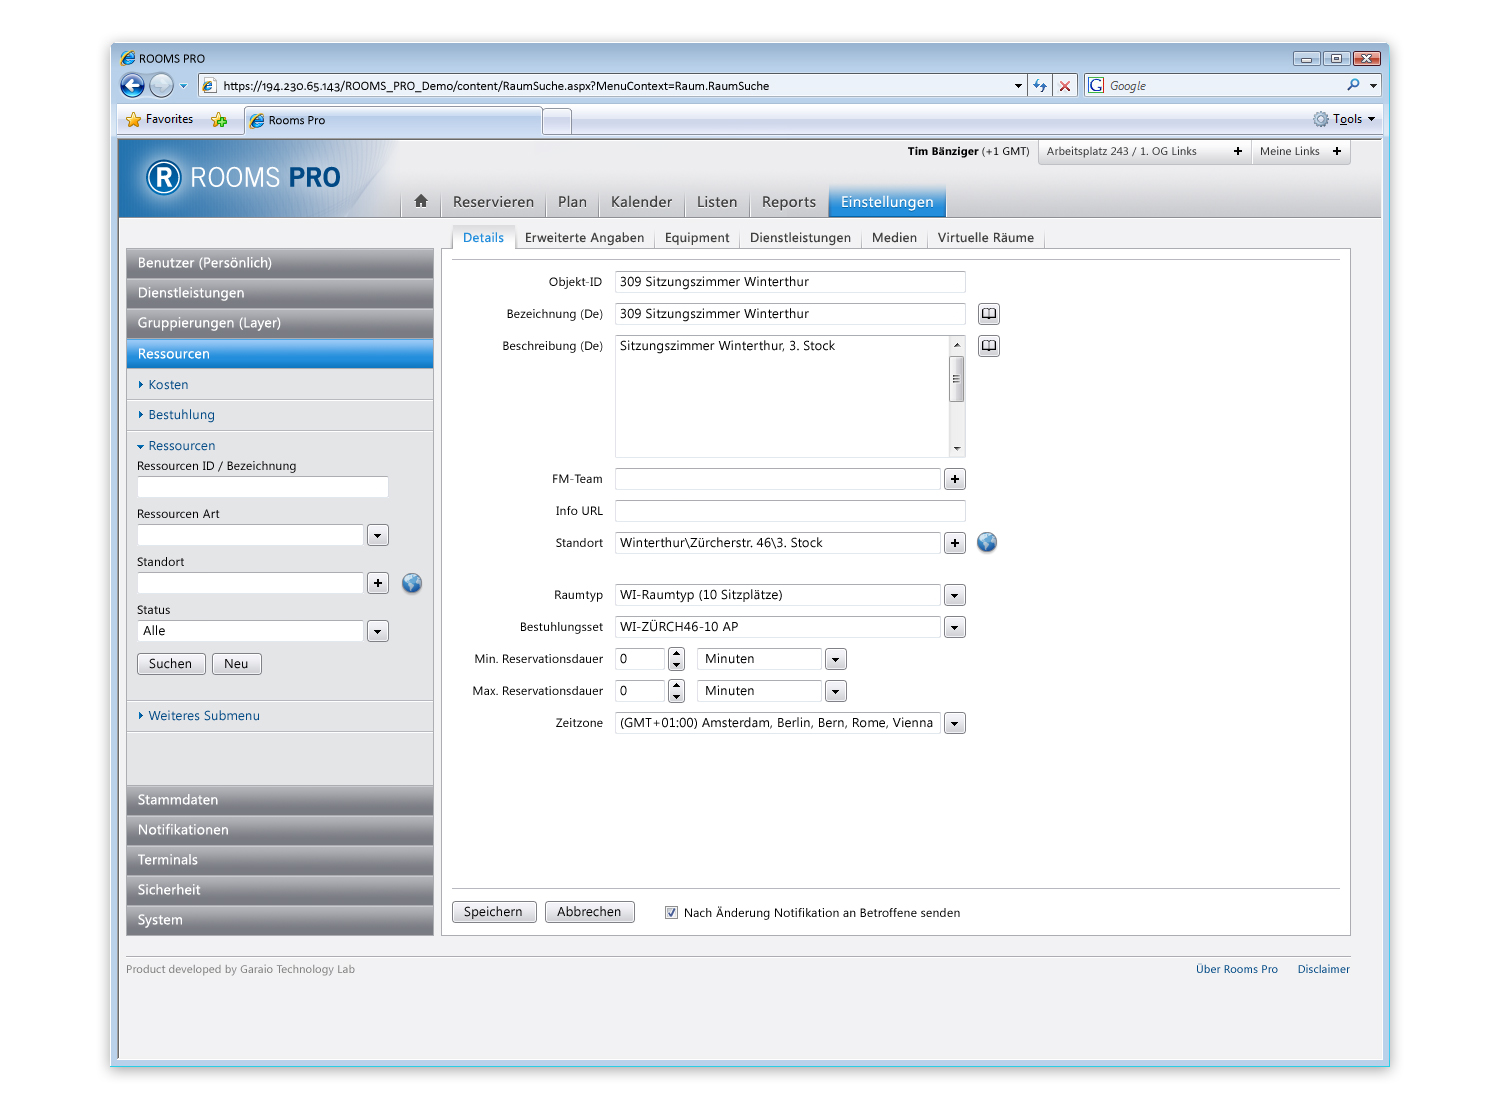 ROOMS PRO
https://194.230.65.143/ROOMS_PRO_Demo/content/RaumSuche.aspx?MenuContext=Raum.RaumSuche
G Google
Favorites
Rooms Pro
Tools
Tim Bänziger (+1 GMT)
Arbeitsplatz 243 / 1. OG Links
Meine Links
R ROOMS PRO
Reservieren
Plan
Kalender
Listen
Reports
Einstellungen
Details
Erweiterte Angaben
Equipment
Dienstleistungen
Medien
Virtuelle Räume
Benutzer (Persönlich)
Dienstleistungen
Gruppierungen (Layer)
Ressourcen
Kosten
Bestuhlung
Ressourcen
Ressourcen ID / Bezeichnung
Ressourcen Art
Standort
Status
Alle
Suchen
Neu
Weiteres Submenu
Stammdaten
Notifikationen
Terminals
Sicherheit
System
Objekt-ID 309 Sitzungszimmer Winterthur
Bezeichnung (De) 309 Sitzungszimmer Winterthur
Beschreibung (De) Sitzungszimmer Winterthur, 3. Stock
FM-Team
Info URL
Standort Winterthur\Zürcherstr. 46\3. Stock
Raumtyp WI-Raumtyp (10 Sitzplätze)
Bestuhlungsset WI-ZÜRCH46-10 AP
Min. Reservationsdauer 0 Minuten
Max. Reservationsdauer 0 Minuten
Zeitzone (GMT+01:00) Amsterdam, Berlin, Bern, Rome, Vienna
Speichern
Abbrechen
Nach Änderung Notifikation an Betroffene senden
Product developed by Garaio Technology Lab
Über Rooms Pro
Disclaimer